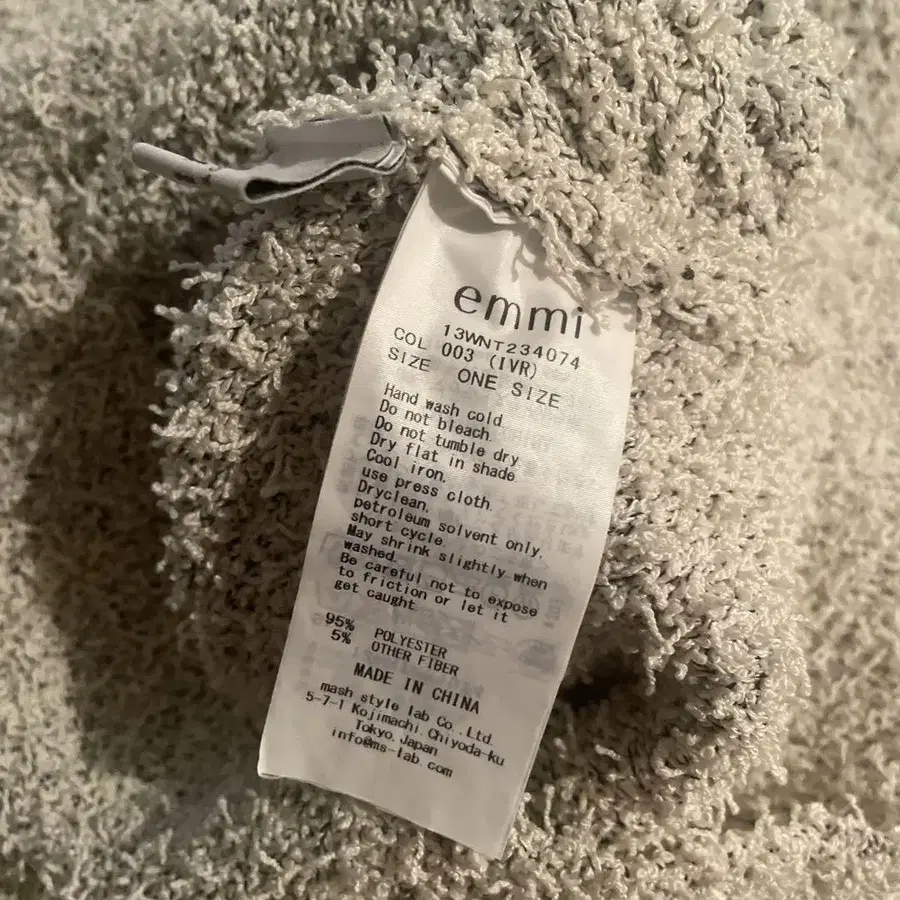 emmi
13WNT234074
COL 003 (IVR)
SIZE ONE SIZE
Hand wash cold
Do not bleach.
Do not tumble dry
Dry flat in shade
Cool iron.
use press cloth.
Dryclean.
petroleum solvent only.
short cycle.
May shrink slightly when
washed.
Be careful not to expose
to friction or let it
get caught.
95% POLYESTER
5% OTHER FIBER
MADE IN CHINA
mash style lab Co.,Ltd.
5-7-1 Kojimachi.Chiyoda-ku
Tokyo.Japan
info@ms-lab.com